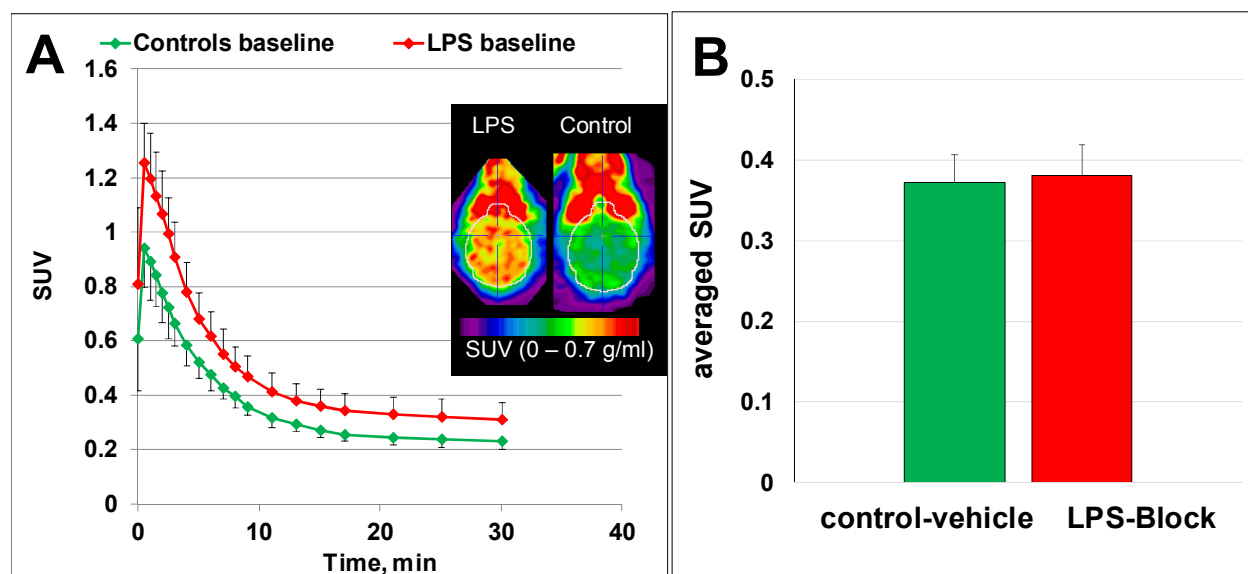 A
Controls baseline LPS baseline
1.6
1.4
1.2
1
0.8
0.6
0.4
0.2
0
SUV
0 10 20 30 40
Time, min
LPS Control
SUV (0 – 0.7 g/ml)
B
0.5
0.4
0.3
0.2
0.1
0
averaged SUV
control-vehicle LPS-Block